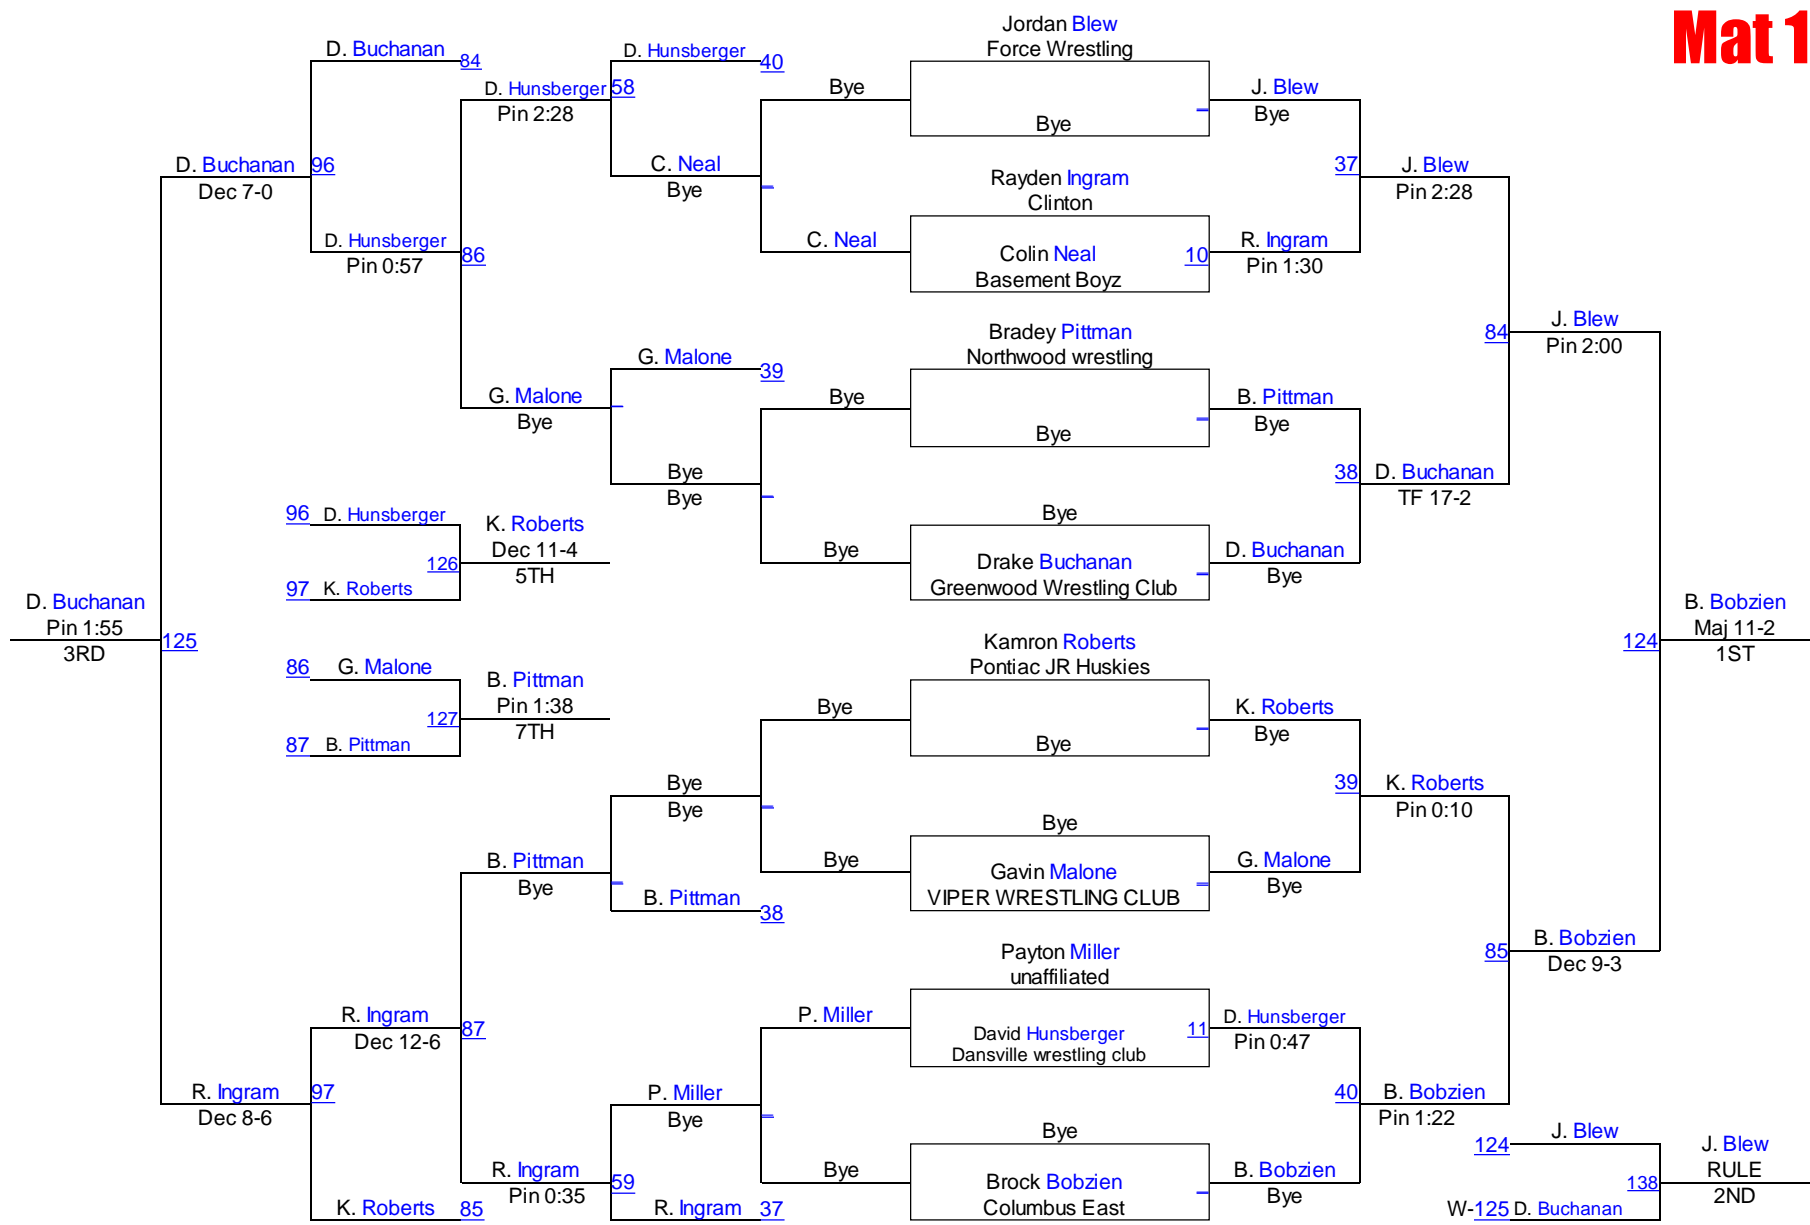 Mat 1
Jordan Blew
Force Wrestling
D. Buchanan
84
D. Hunsberger
40
D. Hunsberger
58
Pin 2:28
Bye
Bye
J. Blew
Bye
D. Buchanan
96
Dec 7-0
C. Neal
Bye
Rayden Ingram
Clinton
37
J. Blew
Pin 2:28
D. Hunsberger
Pin 0:57
86
C. Neal
Colin Neal
Basement Boyz
10
R. Ingram
Pin 1:30
Bradey Pittman
Northwood wrestling
84
J. Blew
Pin 2:00
G. Malone
39
G. Malone
Bye
Bye
Bye
B. Pittman
Bye
Bye
Bye
38
D. Buchanan
TF 17-2
96
D. Hunsberger
K. Roberts
Dec 11-4
5TH
126
97
K. Roberts
Bye
Bye
Drake Buchanan
Greenwood Wrestling Club
D. Buchanan
Bye
D. Buchanan
Pin 1:55
3RD
125
Kamron Roberts
Pontiac JR Huskies
124
B. Bobzien
Maj 11-2
1ST
86
G. Malone
B. Pittman
Pin 1:38
7TH
127
87
B. Pittman
Bye
Bye
K. Roberts
Bye
Bye
Bye
39
K. Roberts
Pin 0:10
Bye
B. Pittman
Bye
Bye
Gavin Malone
VIPER WRESTLING CLUB
G. Malone
Bye
B. Pittman
38
Payton Miller
unaffiliated
85
B. Bobzien
Dec 9-3
R. Ingram
Dec 12-6
87
P. Miller
David Hunsberger
Dansville wrestling club
11
D. Hunsberger
Pin 0:47
R. Ingram
97
Dec 8-6
P. Miller
Bye
40
B. Bobzien
Pin 1:22
Bye
J. Blew
124
J. Blew
RULE
2ND
138
R. Ingram
Pin 0:35
59
Bye
Brock Bobzien
Columbus East
B. Bobzien
Bye
K. Roberts
85
R. Ingram
37
W-125
D. Buchanan